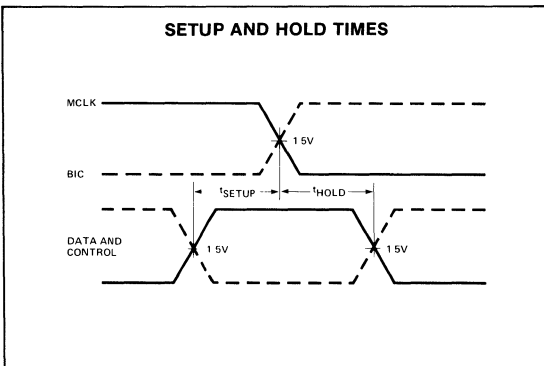 SETUP AND HOLD TIMES
MCLK
1 5V
BIC
tSETUP
tHOLD
DATA AND
CONTROL
1 5V
1 5V